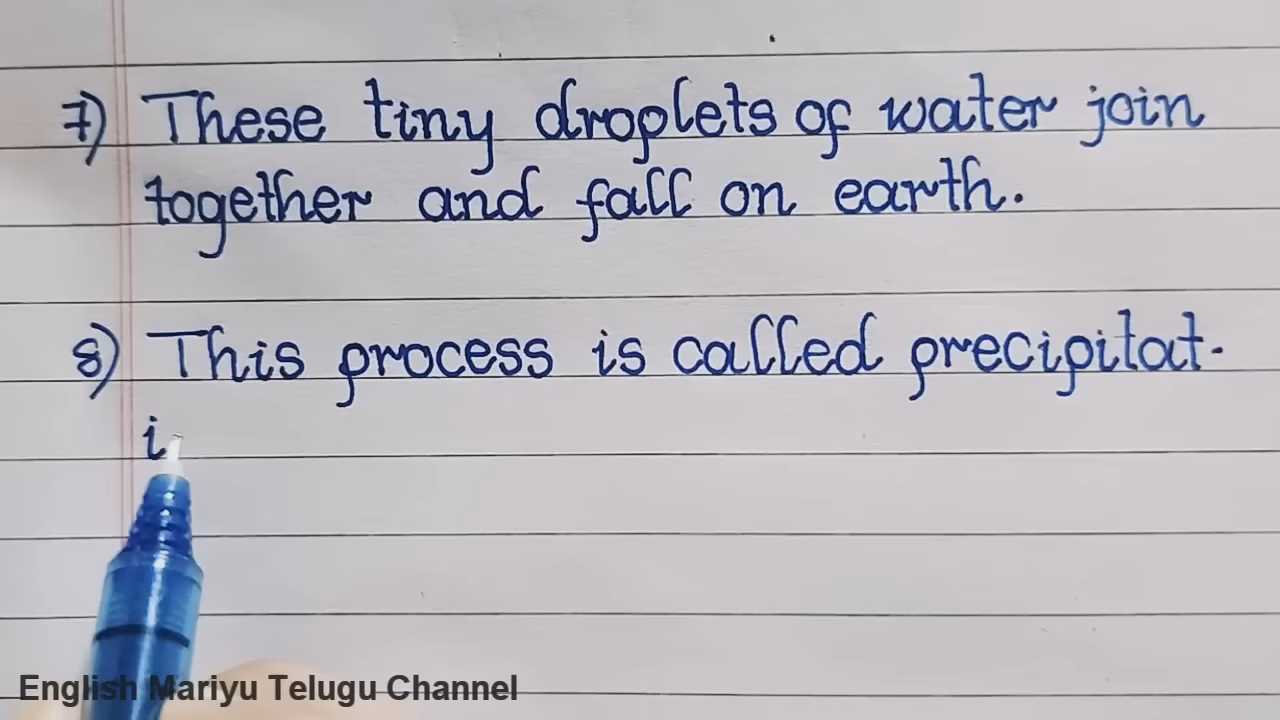 7) These tiny droplets of water join
together and fall on earth.
8) This process is called precipitat-
i
English Mariyu Telugu Channel